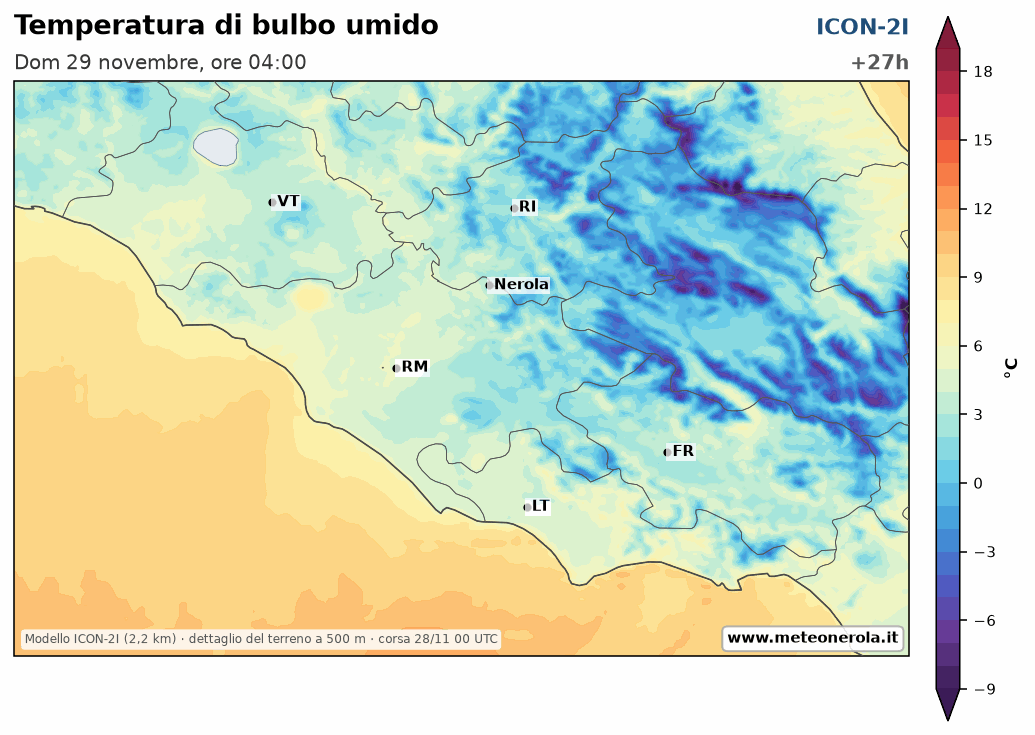 Temperatura di bulbo umido
ICON-2I
Dom 29 novembre, ore 04:00
+27h
18
15
12
9
6
3
0
−3
−6
−9
°C
VT
RI
Nerola
RM
FR
LT
Modello ICON-2I (2,2 km) · dettaglio del terreno a 500 m · corsa 28/11 00 UTC
www.meteonerola.it